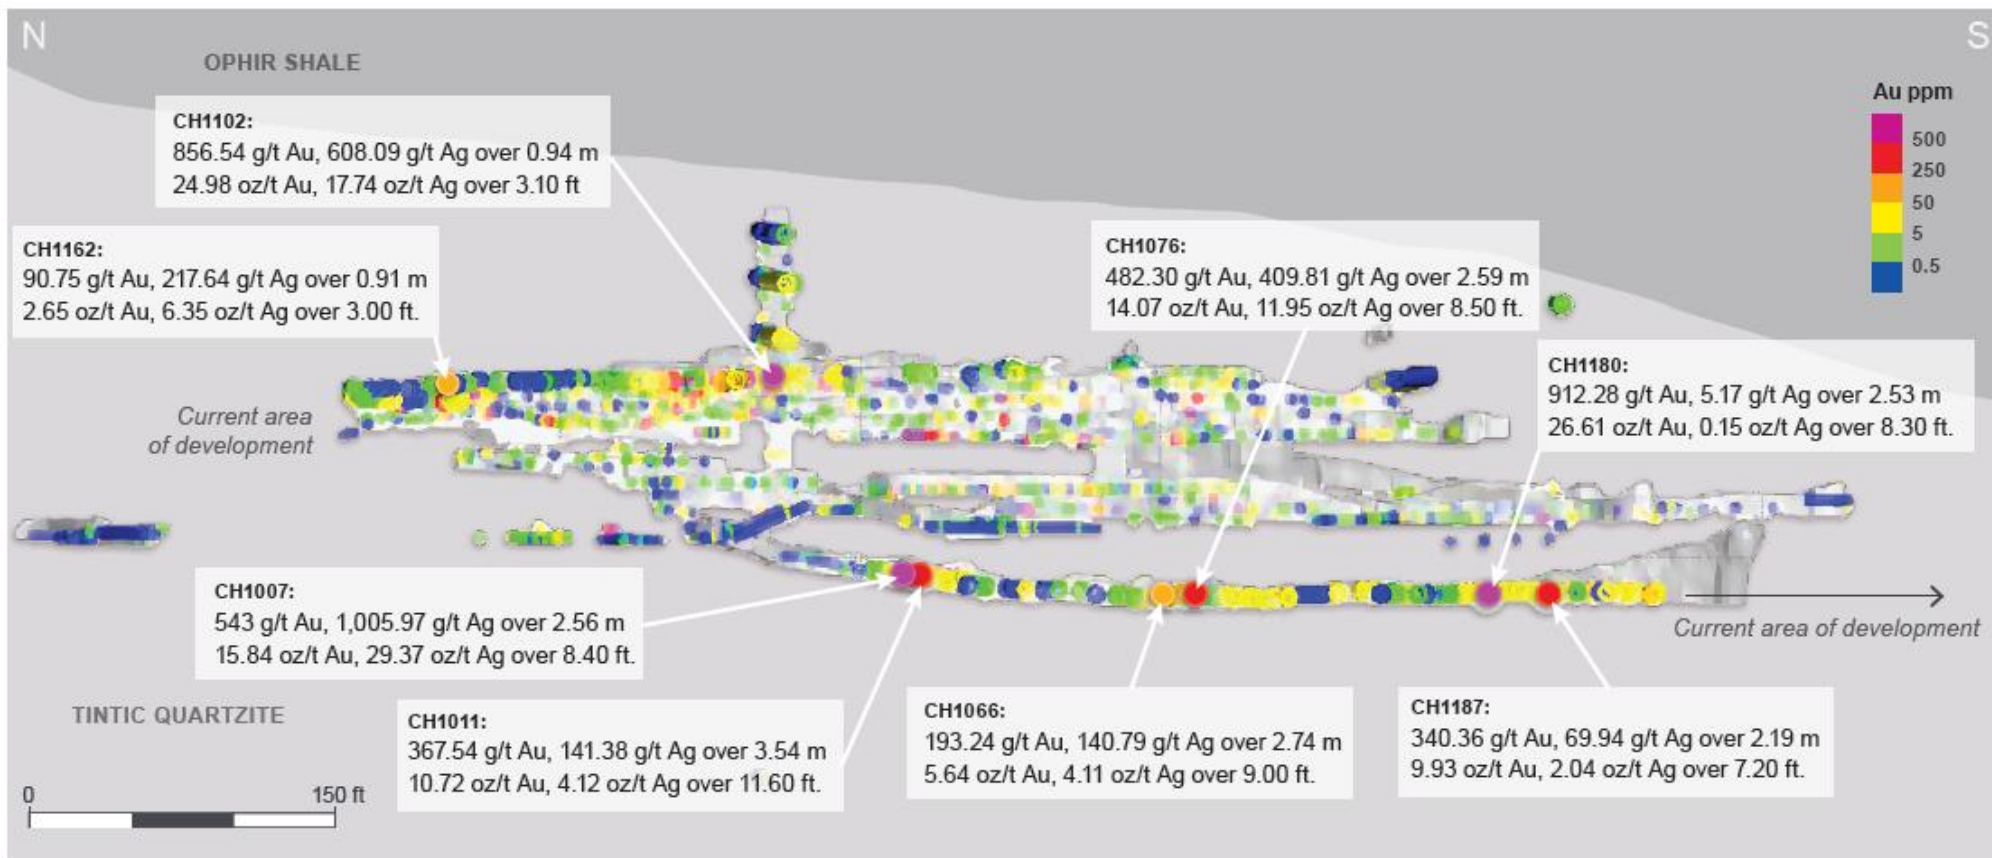 N
S
OPHIR SHALE
Au ppm
500
250
50
5
0.5
CH1102:
856.54 g/t Au, 608.09 g/t Ag over 0.94 m
24.98 oz/t Au, 17.74 oz/t Ag over 3.10 ft
CH1162:
90.75 g/t Au, 217.64 g/t Ag over 0.91 m
2.65 oz/t Au, 6.35 oz/t Ag over 3.00 ft.
CH1076:
482.30 g/t Au, 409.81 g/t Ag over 2.59 m
14.07 oz/t Au, 11.95 oz/t Ag over 8.50 ft.
CH1180:
912.28 g/t Au, 5.17 g/t Ag over 2.53 m
26.61 oz/t Au, 0.15 oz/t Ag over 8.30 ft.
Current area
of development
CH1007:
543 g/t Au, 1,005.97 g/t Ag over 2.56 m
15.84 oz/t Au, 29.37 oz/t Ag over 8.40 ft.
Current area of development
TINTIC QUARTZITE
CH1011:
367.54 g/t Au, 141.38 g/t Ag over 3.54 m
10.72 oz/t Au, 4.12 oz/t Ag over 11.60 ft.
CH1066:
193.24 g/t Au, 140.79 g/t Ag over 2.74 m
5.64 oz/t Au, 4.11 oz/t Ag over 9.00 ft.
CH1187:
340.36 g/t Au, 69.94 g/t Ag over 2.19 m
9.93 oz/t Au, 2.04 oz/t Ag over 7.20 ft.
0
150 ft